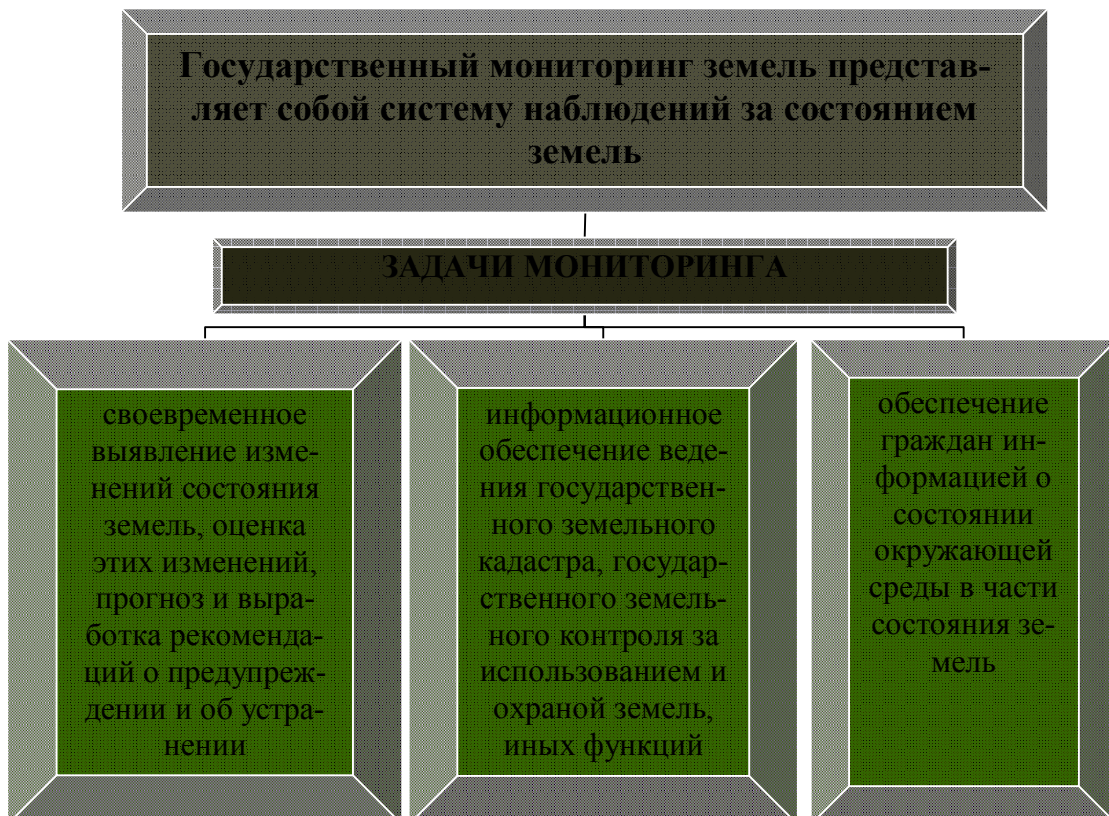 Государственный мониторинг земель представ-
ляет собой систему наблюдений за состоянием
земель
ЗАДАЧИ МОНИТОРИНГА
своевременное
выявление изме-
нений состояния
земель, оценка
этих изменений,
прогноз и выра-
ботка рекоменда-
ций о предупреж-
дении и об устра-
нении
информационное
обеспечение веде-
ния государствен-
ного земельного
кадастра, государ-
ственного земель-
ного контроля за
использованием и
охраной земель,
иных функций
обеспечение
граждан ин-
формацией о
состоянии
окружающей
среды в части
состояния зе-
мель